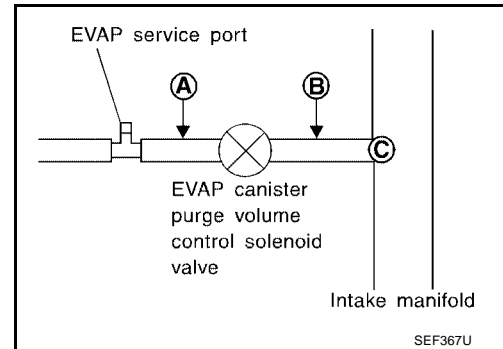 EVAP service port
A
B
C
EVAP canister
purge volume
control solenoid
valve
Intake manifold
SEF367U